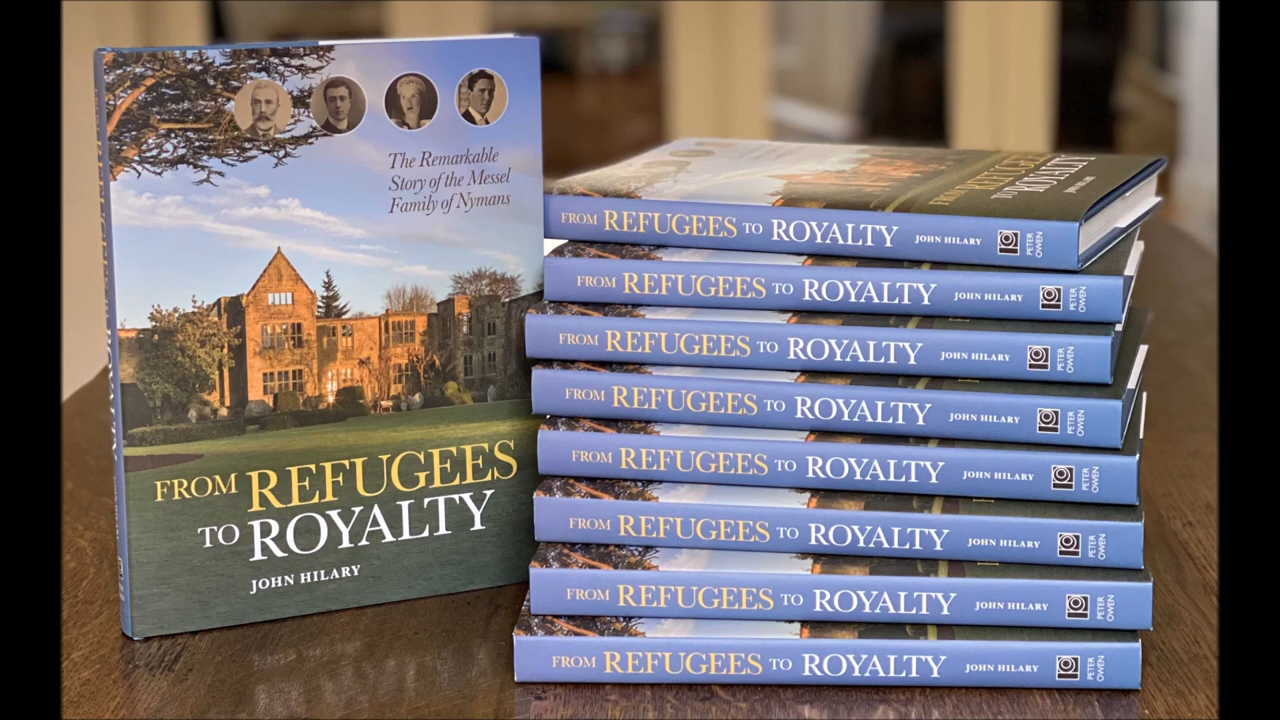 The Remarkable
Story of the Messel
Family of Nymans
FROM REFUGEES
TO ROYALTY
JOHN HILARY
FROM REFUGEES
TO ROYALTY
FROM REFUGEES TO ROYALTY JOHN HILARY PETER OWEN
FROM REFUGEES TO ROYALTY JOHN HILARY PETER OWEN
FROM REFUGEES TO ROYALTY JOHN HILARY PETER OWEN
FROM REFUGEES TO ROYALTY JOHN HILARY PETER OWEN
FROM REFUGEES TO ROYALTY JOHN HILARY PETER OWEN
FROM REFUGEES TO ROYALTY JOHN HILARY PETER OWEN
FROM REFUGEES TO ROYALTY JOHN HILARY PETER OWEN
FROM REFUGEES TO ROYALTY JOHN HILARY PETER OWEN